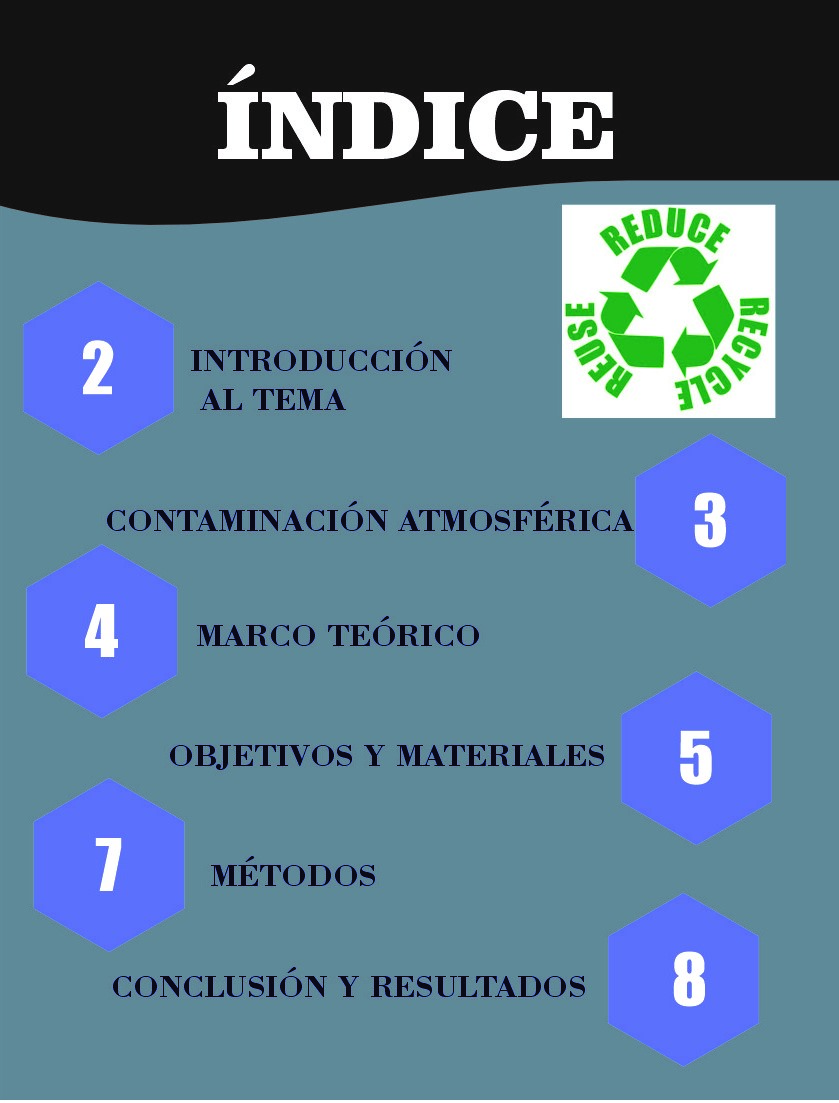 ÍNDICE
REDUCE
REUSE
RECYCLE
2
INTRODUCCIÓN
AL TEMA
CONTAMINACIÓN ATMOSFÉRICA
3
4
MARCO TEÓRICO
OBJETIVOS Y MATERIALES
5
7
MÉTODOS
CONCLUSIÓN Y RESULTADOS
8